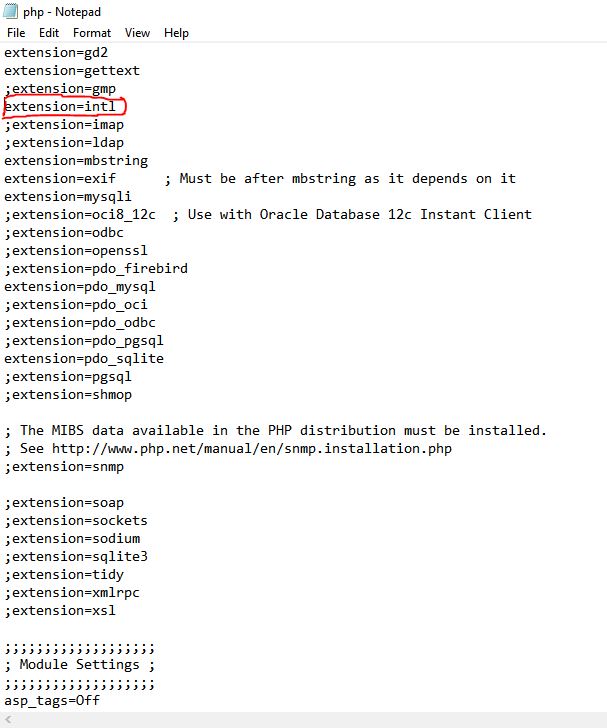 php - Notepad
File Edit Format View Help
extension=gd2
extension=gettext
;extension=gmp
extension=intl
;extension=imap
;extension=ldap
extension=mbstring
extension=exif      ; Must be after mbstring as it depends on it
extension=mysqli
;extension=oci8_12c  ; Use with Oracle Database 12c Instant Client
;extension=odbc
;extension=openssl
;extension=pdo_firebird
extension=pdo_mysql
;extension=pdo_oci
;extension=pdo_odbc
;extension=pdo_pgsql
extension=pdo_sqlite
;extension=pgsql
;extension=shmop

; The MIBS data available in the PHP distribution must be installed.
; See http://www.php.net/manual/en/snmp.installation.php
;extension=snmp

;extension=soap
;extension=sockets
;extension=sodium
;extension=sqlite3
;extension=tidy
;extension=xmlrpc
;extension=xsl

;;;;;;;;;;;;;;;;;;;
; Module Settings ;
;;;;;;;;;;;;;;;;;;;
asp_tags=Off